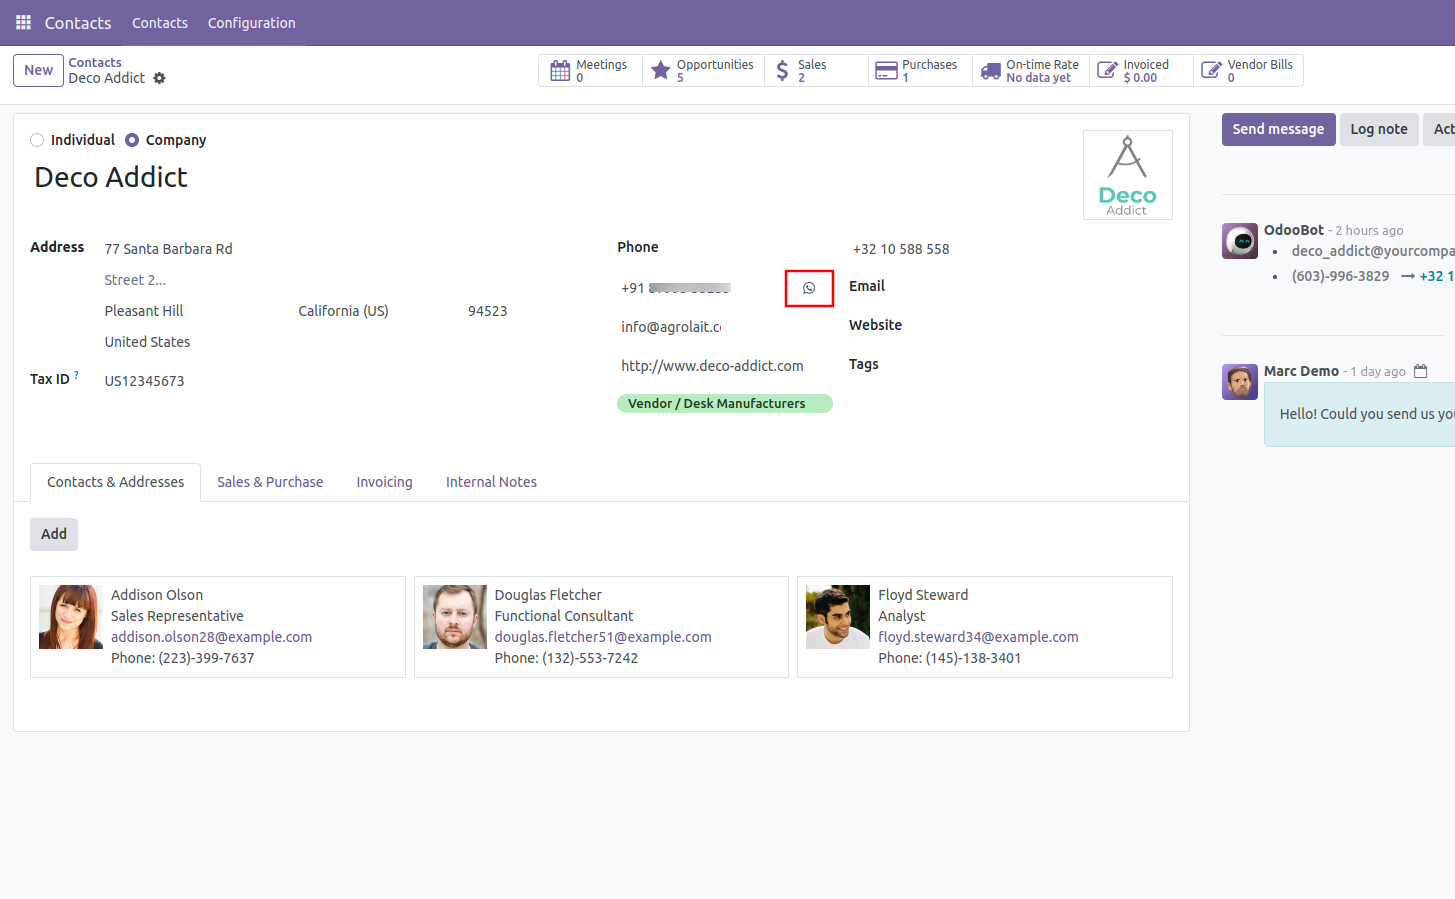 Contacts Contacts Configuration
New Contacts
Deco Addict
Meetings 0
Opportunities 5
Sales 2
Purchases 1
On-time Rate No data yet
Invoiced $ 0.00
Vendor Bills 0
Send message Log note Act
Individual Company
Deco Addict
Deco
Addict
Address 77 Santa Barbara Rd
Street 2...
Pleasant Hill California (US) 94523
United States
Tax ID ? US12345673
Phone +32 10 588 558
+91 Email
info@agrolait.c Website
http://www.deco-addict.com Tags
Vendor / Desk Manufacturers
OdooBot - 2 hours ago
deco_addict@yourcompa
(603)-996-3829 → +32 1
Marc Demo - 1 day ago
Hello! Could you send us yo
Contacts & Addresses Sales & Purchase Invoicing Internal Notes
Add
Addison Olson
Sales Representative
addison.olson28@example.com
Phone: (223)-399-7637
Douglas Fletcher
Functional Consultant
douglas.fletcher51@example.com
Phone: (132)-553-7242
Floyd Steward
Analyst
floyd.steward34@example.com
Phone: (145)-138-3401